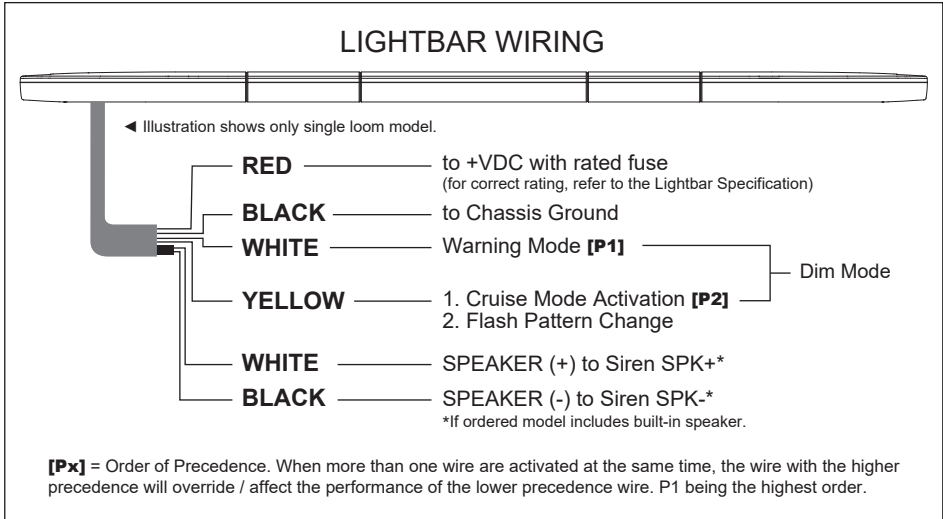 LIGHTBAR WIRING
◄ Illustration shows only single loom model.
RED to +VDC with rated fuse
(for correct rating, refer to the Lightbar Specification)
BLACK to Chassis Ground
WHITE Warning Mode [P1]
Dim Mode
YELLOW 1. Cruise Mode Activation [P2]
2. Flash Pattern Change
WHITE SPEAKER (+) to Siren SPK+*
BLACK SPEAKER (-) to Siren SPK-*
*If ordered model includes built-in speaker.
[Px] = Order of Precedence. When more than one wire are activated at the same time, the wire with the higher
precedence will override / affect the performance of the lower precedence wire. P1 being the highest order.